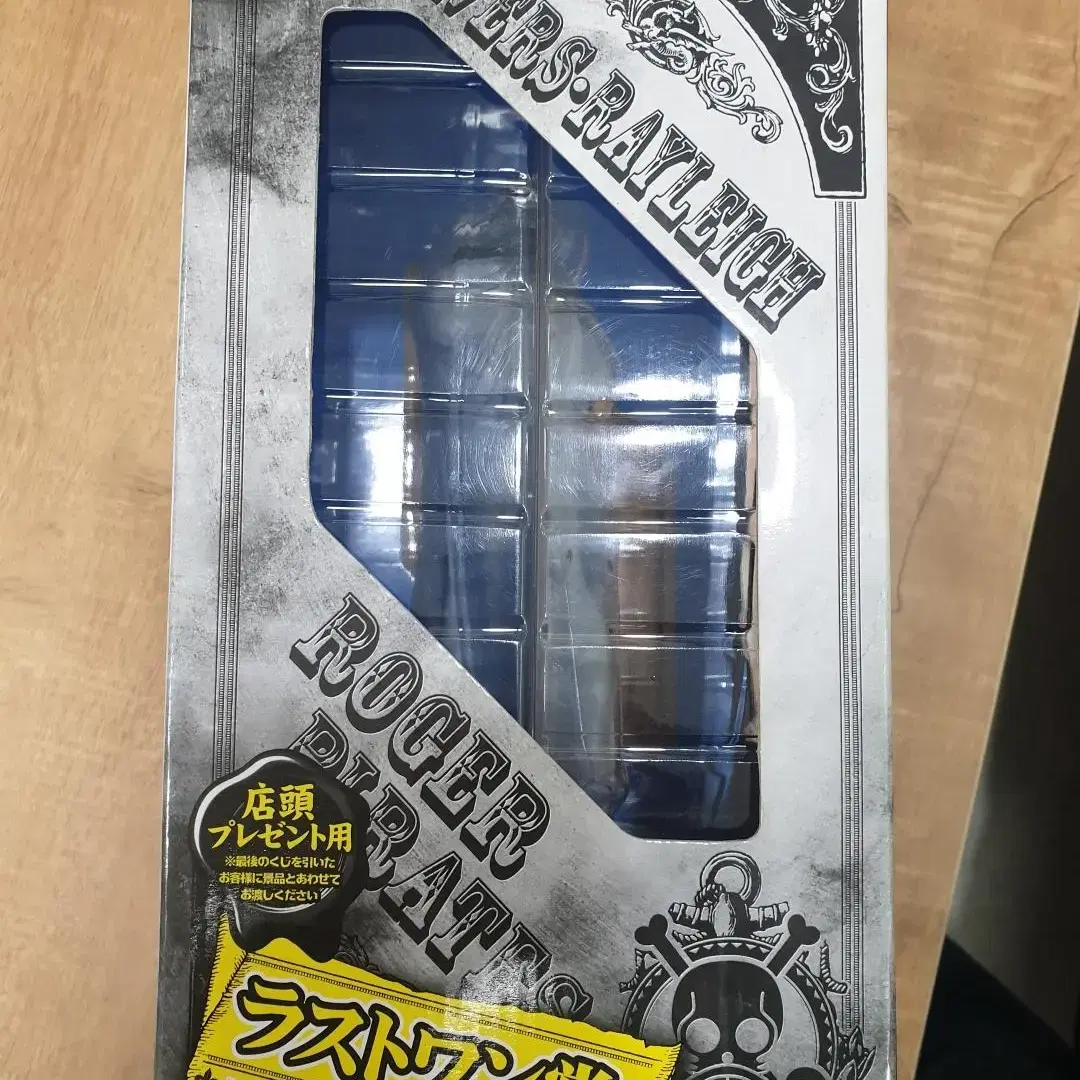 VERS・RAYLEIGH
ROGER
PIRATES
店頭
プレゼント用
※最後のくじを引いた
お客様に景品とあわせて
お渡しください
ラストワン賞